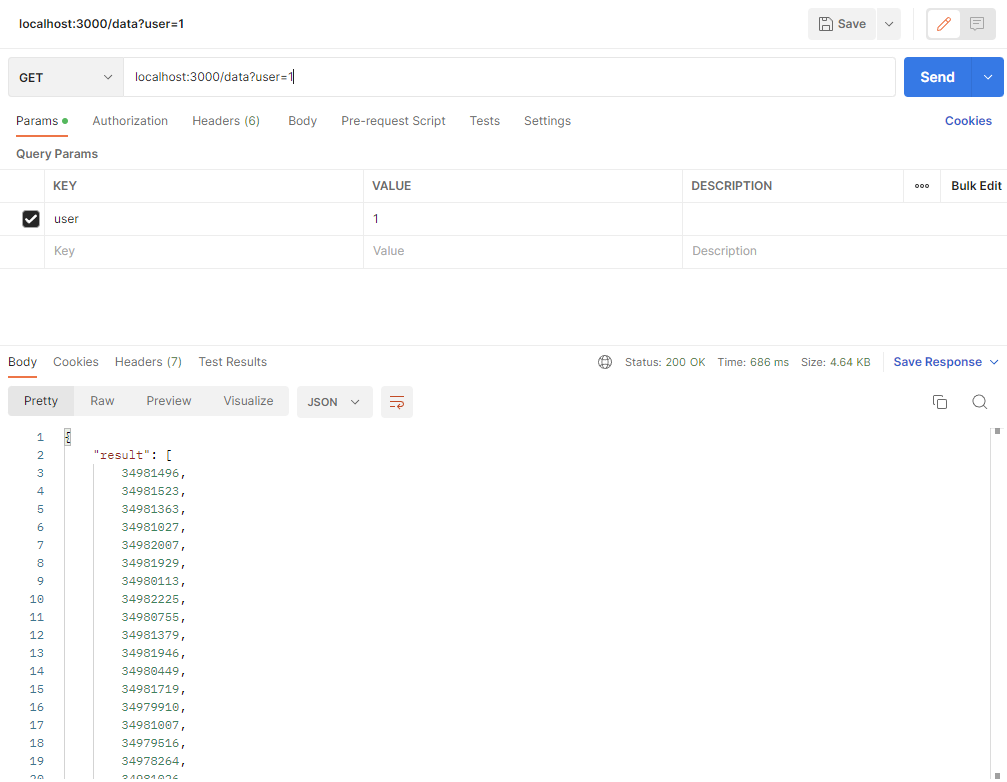 localhost:3000/data?user=1
Save
GET
localhost:3000/data?user=1
Send
Params Authorization Headers (6) Body Pre-request Script Tests Settings Cookies
Query Params
KEY VALUE DESCRIPTION ooo Bulk Edit
user 1
Key Value Description
Body Cookies Headers (7) Test Results Status: 200 OK Time: 686 ms Size: 4.64 KB Save Response
Pretty Raw Preview Visualize JSON
1 {
2 "result": [
3 34981496,
4 34981523,
5 34981363,
6 34981027,
7 34982007,
8 34981929,
9 34980113,
10 34982225,
11 34980755,
12 34981379,
13 34981946,
14 34980449,
15 34981719,
16 34979910,
17 34981007,
18 34979516,
19 34978264,
20 34981026,